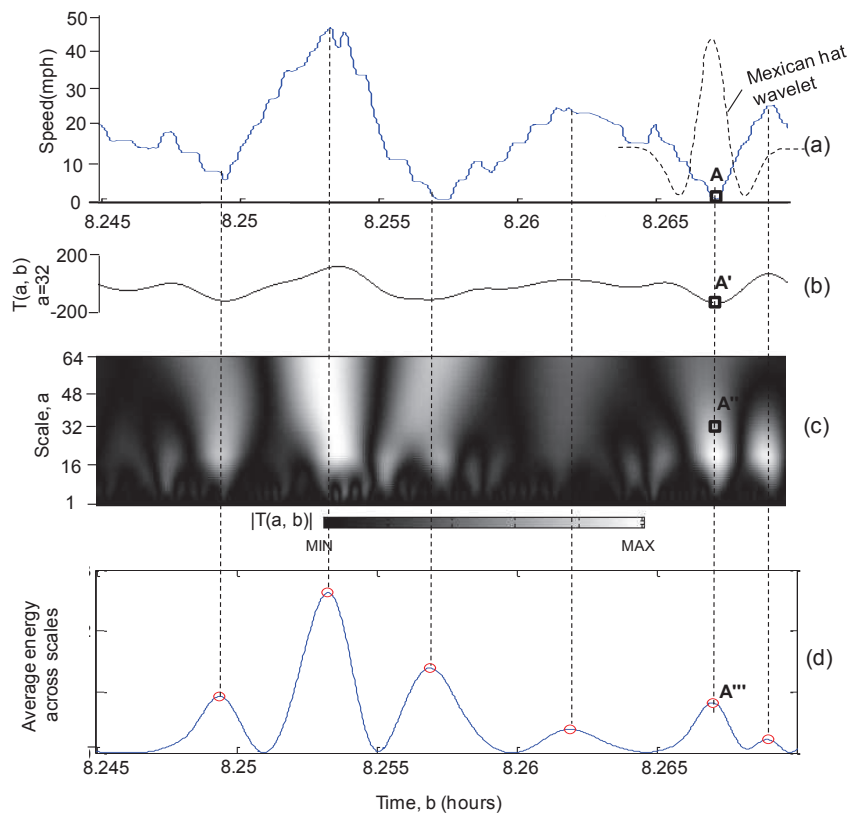 50
40
30
20
10
0
Speed(mph)
Mexican hat
wavelet
A
(a)
8.245
8.25
8.255
8.26
8.265
200
-200
T(a, b)
a=32
A'
(b)
64
48
32
16
1
Scale, a
A''
(c)
|T(a, b)|
MIN
MAX
Average energy
across scales
A'''
(d)
8.245
8.25
8.255
8.26
8.265
Time, b (hours)